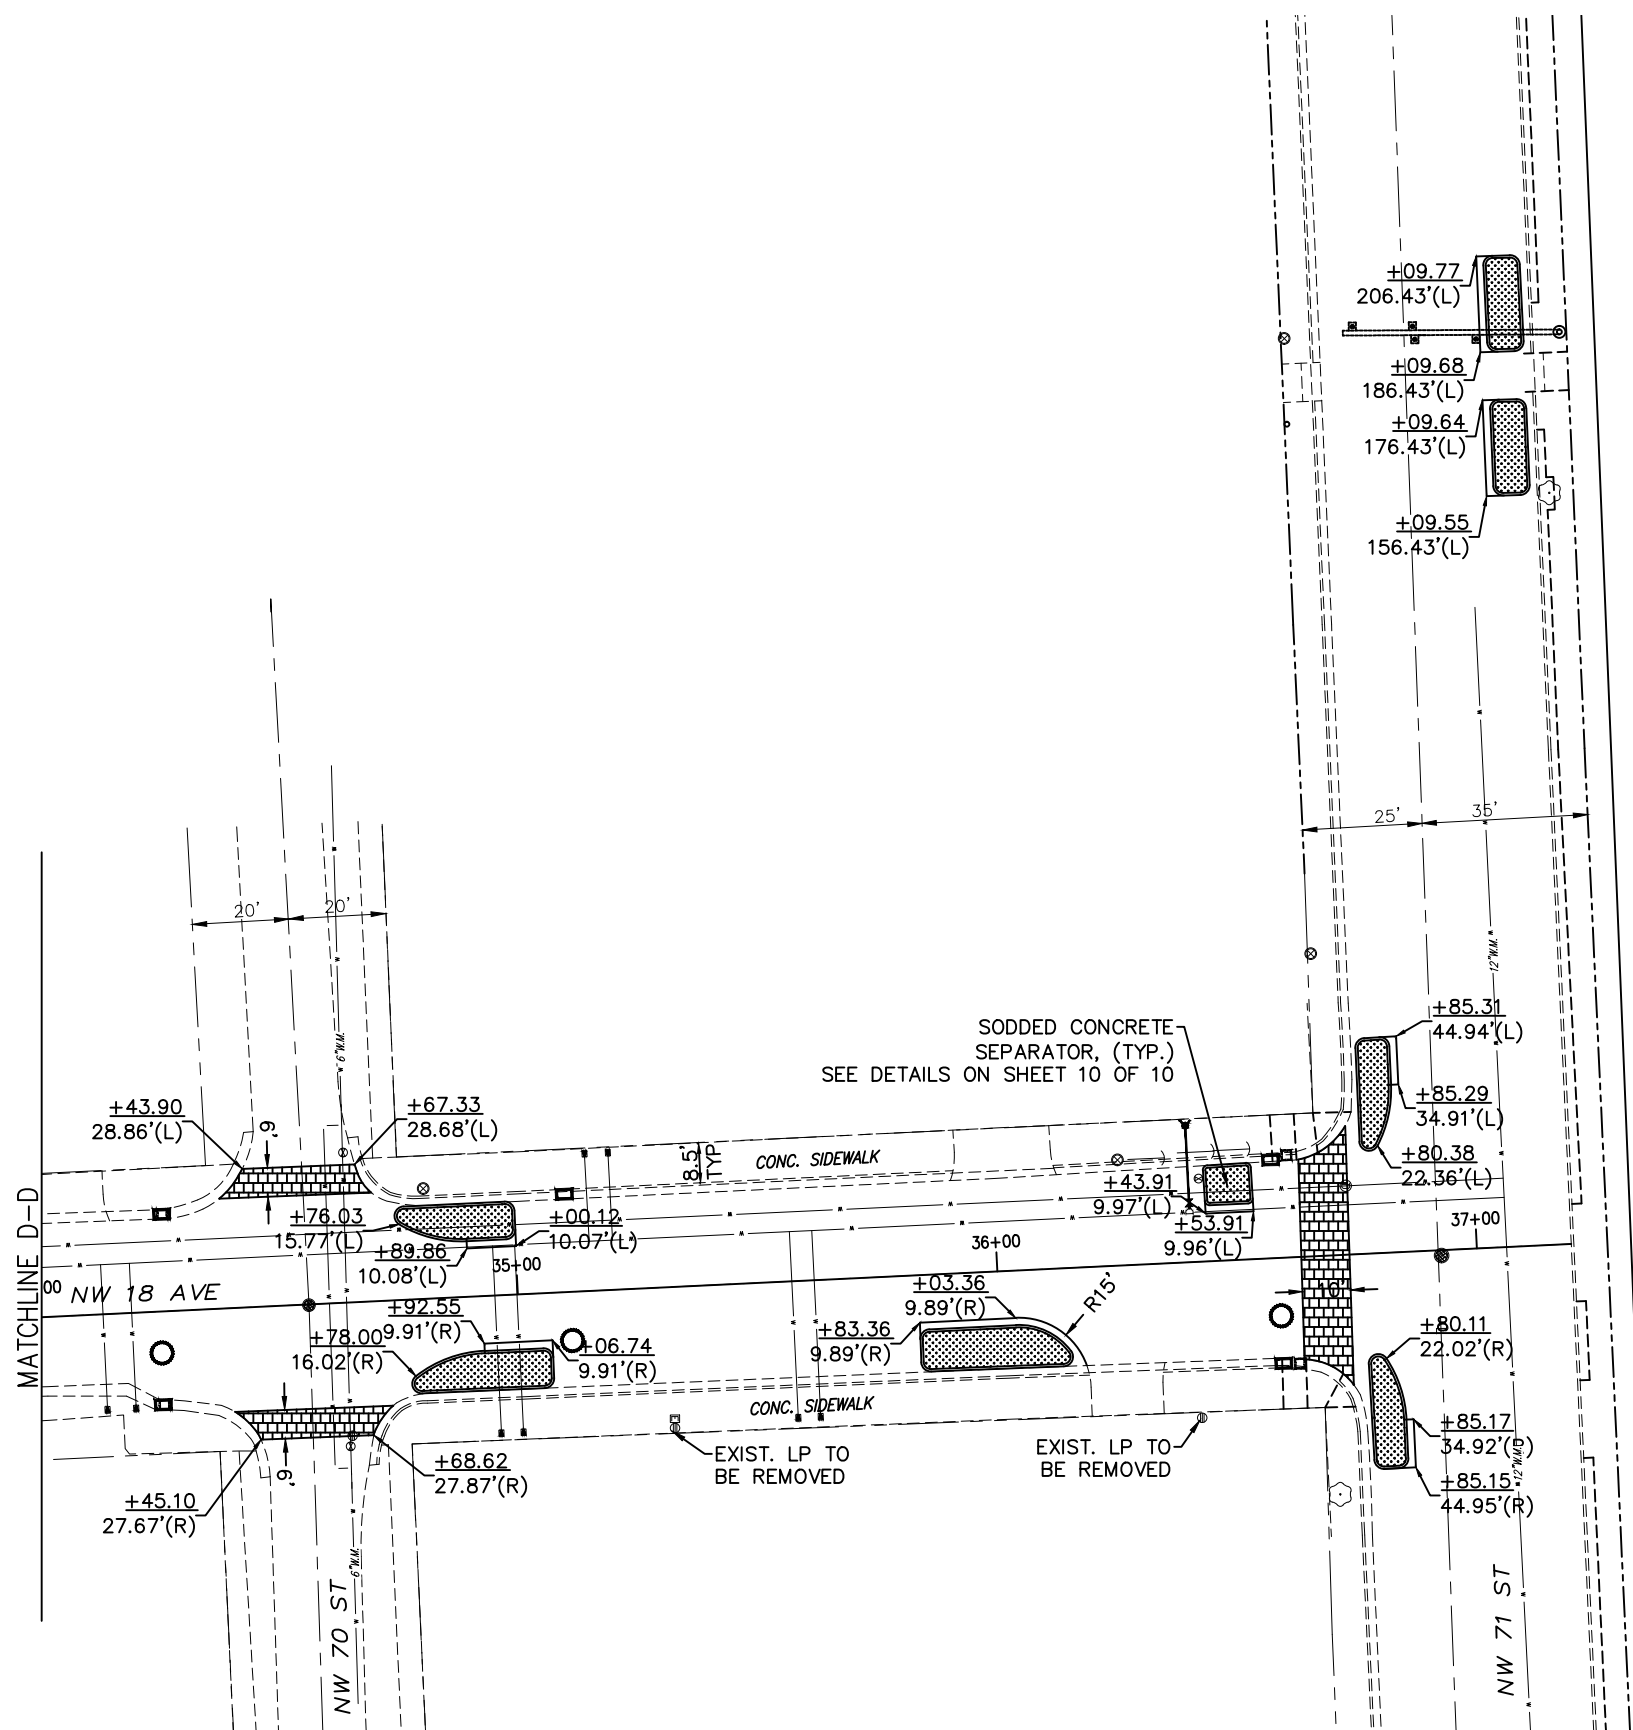 +09.77
206.43'(L)
+09.68
186.43'(L)
+09.64
176.43'(L)
+09.55
156.43'(L)
25'
35'
20'
20'
12"W.M.
6"W.M.
SODDED CONCRETE
SEPARATOR, (TYP.)
SEE DETAILS ON SHEET 10 OF 10
+85.31
44.94'(L)
+85.29
34.91'(L)
+80.38
22.36'(L)
+43.90
28.86'(L)
6'
+67.33
28.68'(L)
8.5'
TYP
CONC. SIDEWALK
+43.91
9.97'(L)
+53.91
9.96'(L)
37+00
+76.03
15.77'(L)
+89.86
10.08'(L)
+00.12
10.07'(L)
35+00
36+00
MATCHLINE D-D
00
NW 18 AVE
+92.55
9.91'(R)
+78.00
16.02'(R)
+06.74
9.91'(R)
+03.36
9.89'(R)
R15'
+83.36
9.89'(R)
10'
+80.11
22.02'(R)
CONC. SIDEWALK
EXIST. LP TO
BE REMOVED
EXIST. LP TO
BE REMOVED
+85.17
34.92'(R)
+85.15
44.95'(R)
12"W.M.
6'
+68.62
27.87'(R)
+45.10
27.67'(R)
6"W.M.
NW 70 ST
NW 71 ST